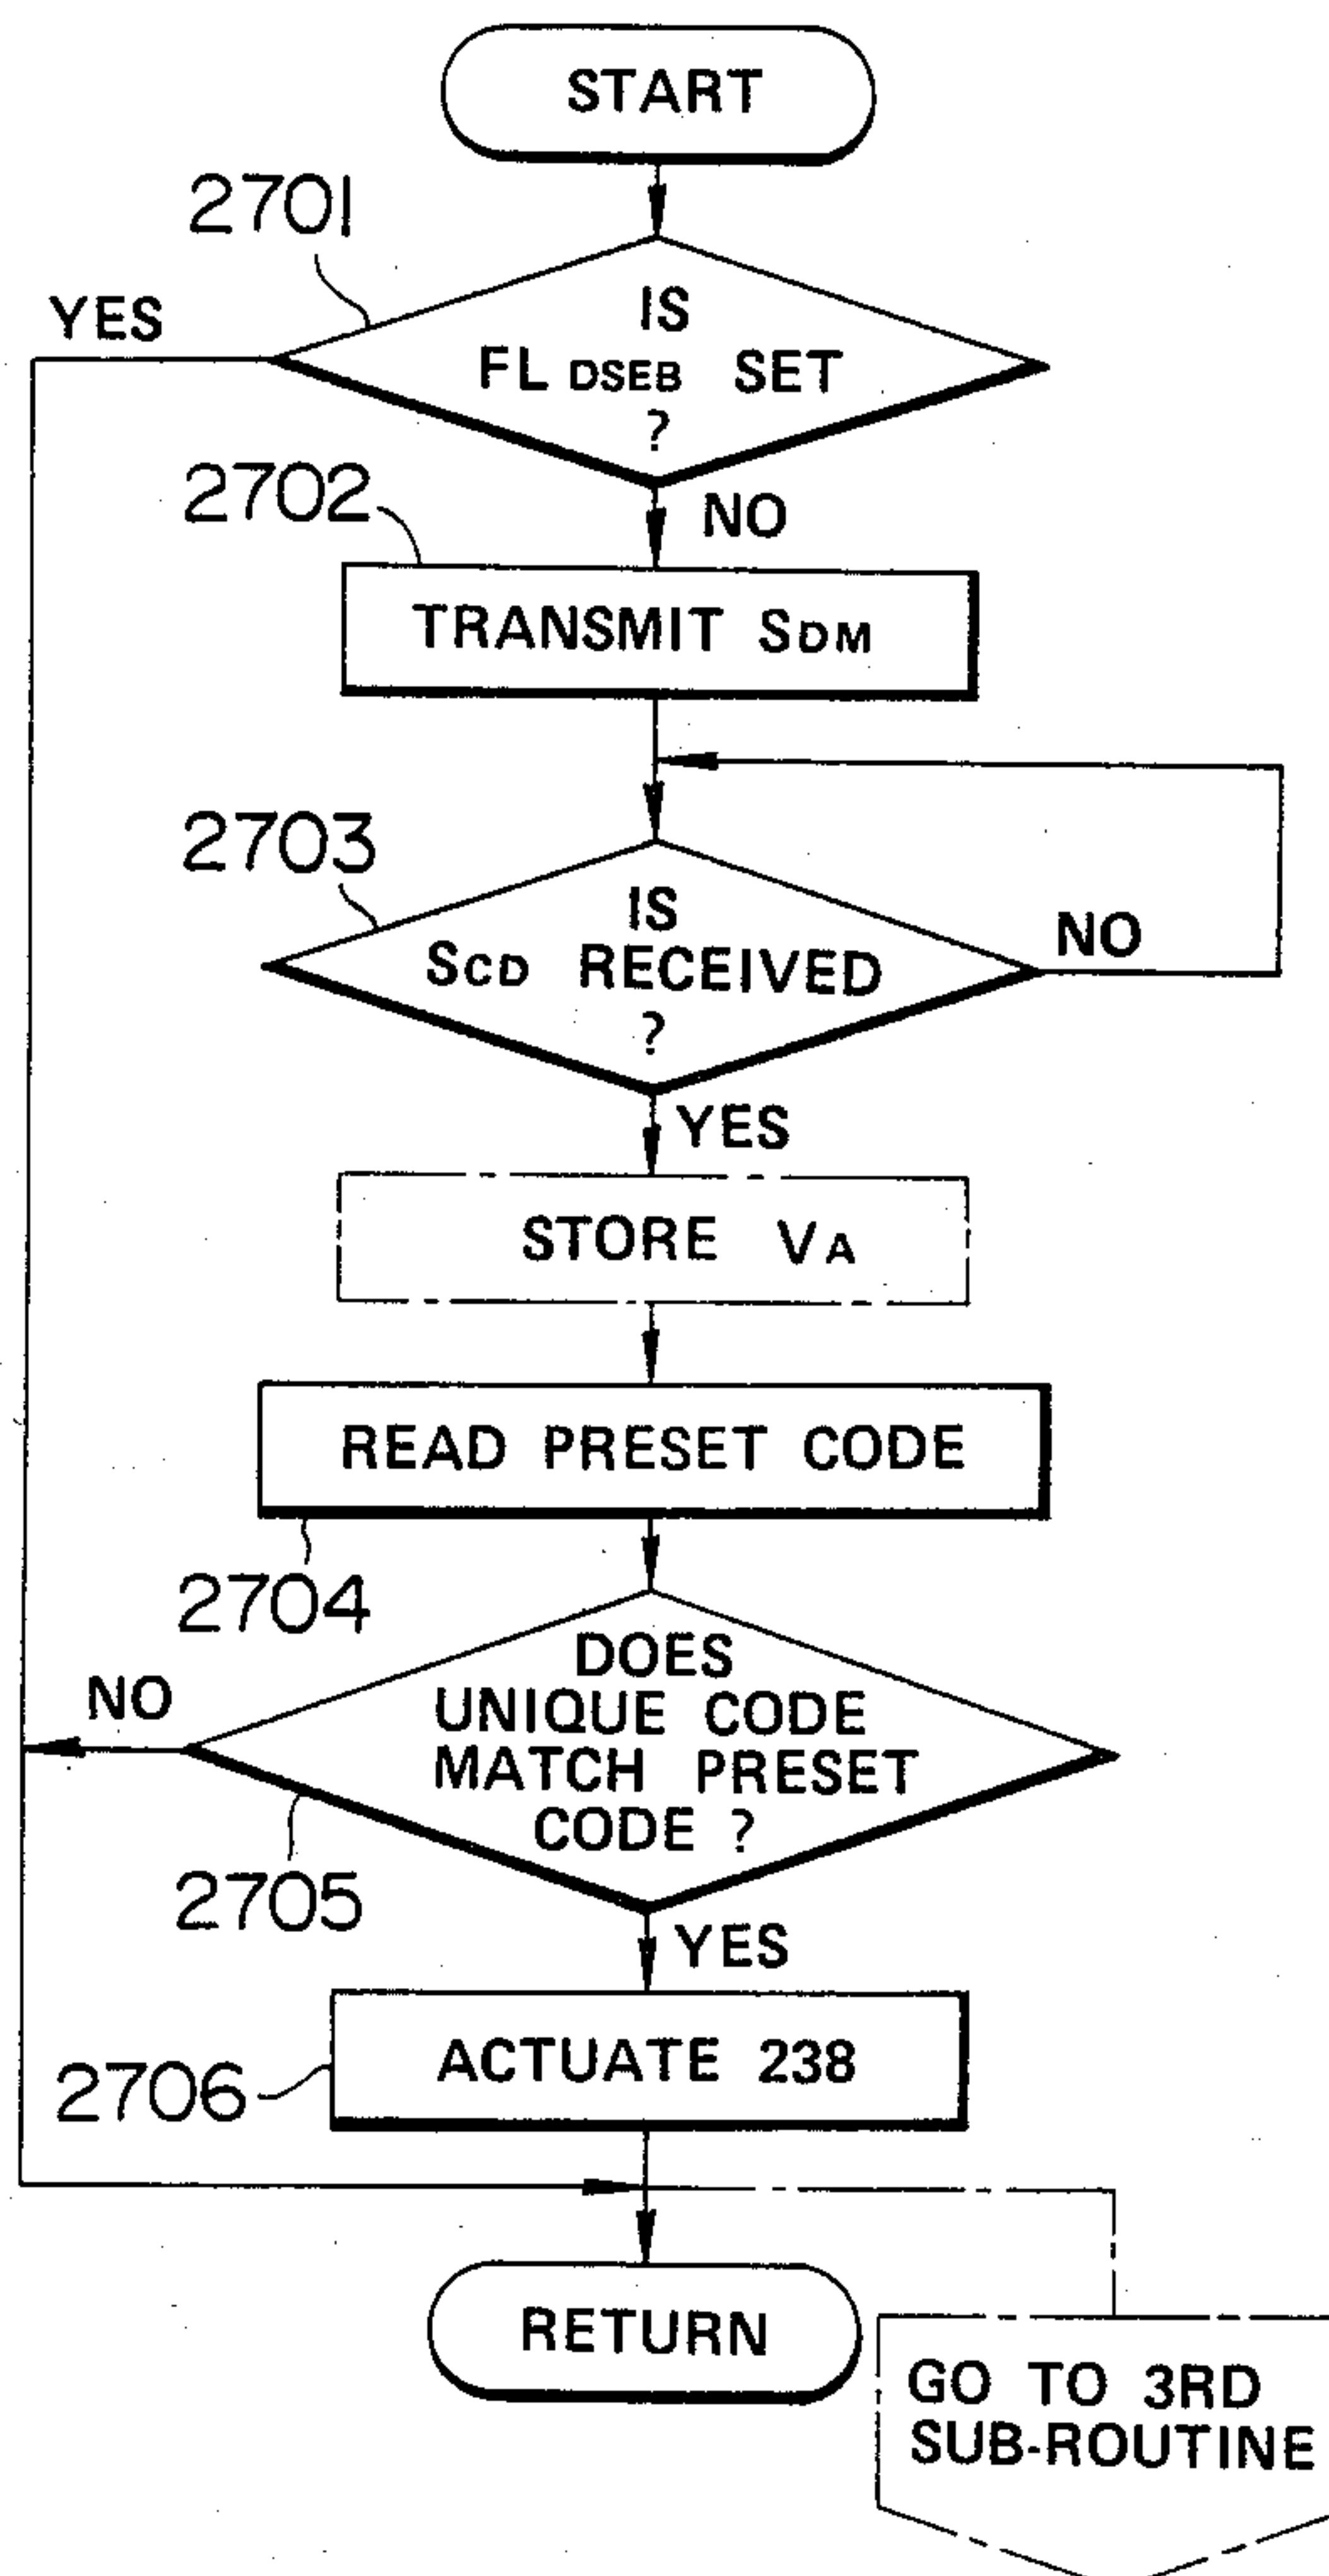 START
2701
YES
IS
FL DSEB SET
?
2702
NO
TRANSMIT SDM
2703
IS
SCD RECEIVED
?
NO
YES
STORE VA
READ PRESET CODE
2704
DOES
UNIQUE CODE
MATCH PRESET
CODE ?
NO
2705
YES
ACTUATE 238
2706
RETURN
GO TO 3RD
SUB-ROUTINE